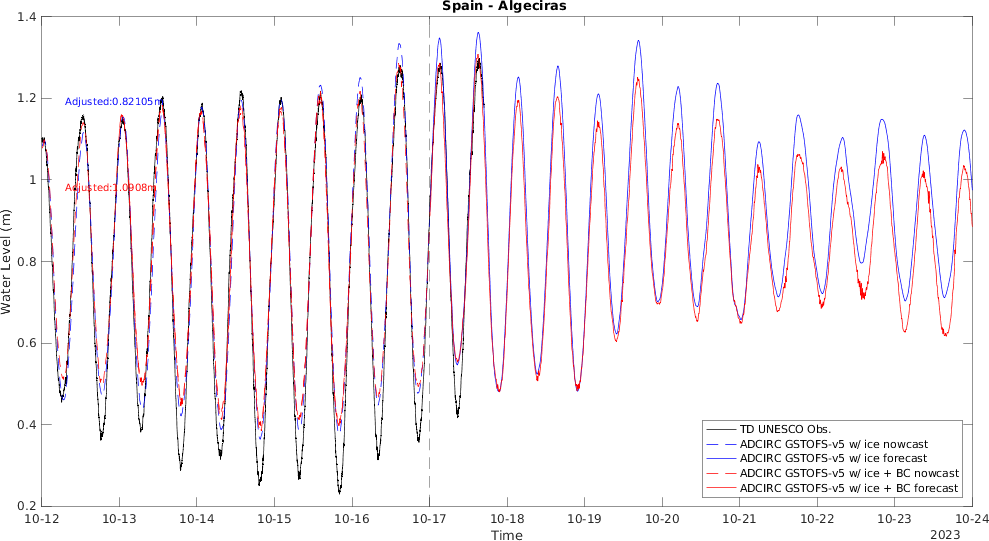 Spain - Algeciras
1.4
1.2
1
0.8
0.6
0.4
0.2
Water Level (m)
Adjusted:0.82105m
Adjusted:1.0908m
TD UNESCO Obs.
ADCIRC GSTOFS-v5 w/ ice nowcast
ADCIRC GSTOFS-v5 w/ ice forecast
ADCIRC GSTOFS-v5 w/ ice + BC nowcast
ADCIRC GSTOFS-v5 w/ ice + BC forecast
10-12 10-13 10-14 10-15 10-16 10-17 10-18 10-19 10-20 10-21 10-22 10-23 10-24
Time
2023